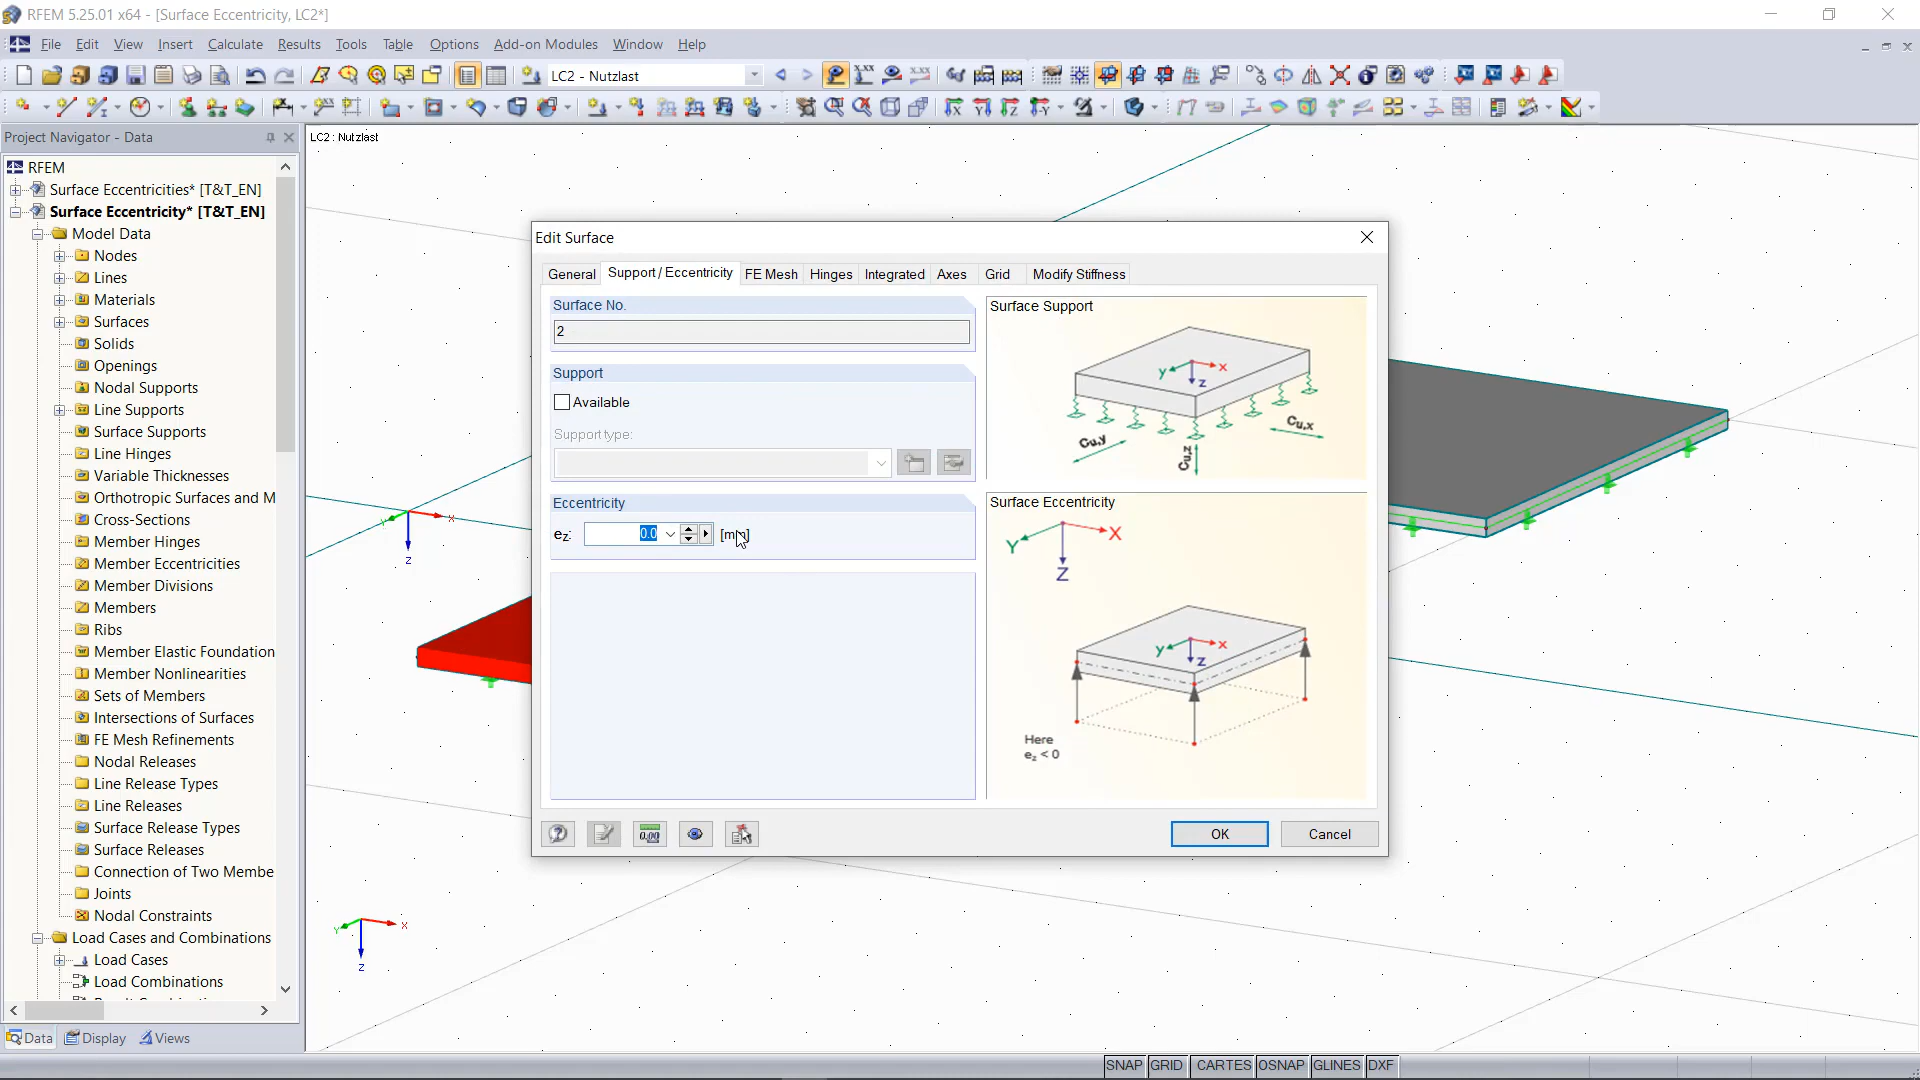 RFEM 5.25.01 x64 - [Surface Eccentricity, LC2*]
File Edit View Insert Calculate Results Tools Table Options Add-on Modules Window Help
LC2 - Nutzlast
Project Navigator - Data
RFEM
Surface Eccentricities* [T&T_EN]
Surface Eccentricity* [T&T_EN]
Model Data
Nodes
Lines
Materials
Surfaces
Solids
Openings
Nodal Supports
Line Supports
Surface Supports
Line Hinges
Variable Thicknesses
Orthotropic Surfaces and M
Cross-Sections
Member Hinges
Member Eccentricities
Member Divisions
Members
Ribs
Member Elastic Foundation
Member Nonlinearities
Sets of Members
Intersections of Surfaces
FE Mesh Refinements
Nodal Releases
Line Release Types
Line Releases
Surface Release Types
Surface Releases
Connection of Two Membe
Joints
Nodal Constraints
Load Cases and Combinations
Load Cases
Load Combinations
Data Display Views
LC2 : Nutzlast
Y X
Z
Y X
Z
Edit Surface
General Support / Eccentricity FE Mesh Hinges Integrated Axes Grid Modify Stiffness
Surface No.
2
Support
Available
Support type:
Eccentricity
ez: 0.0 [mm]
Surface Support
y x
z
Cu,y Cu,z Cu,x
Surface Eccentricity
Y X
Z
y x
z
Here
ez < 0
OK Cancel
SNAP GRID CARTES OSNAP GLINES DXF